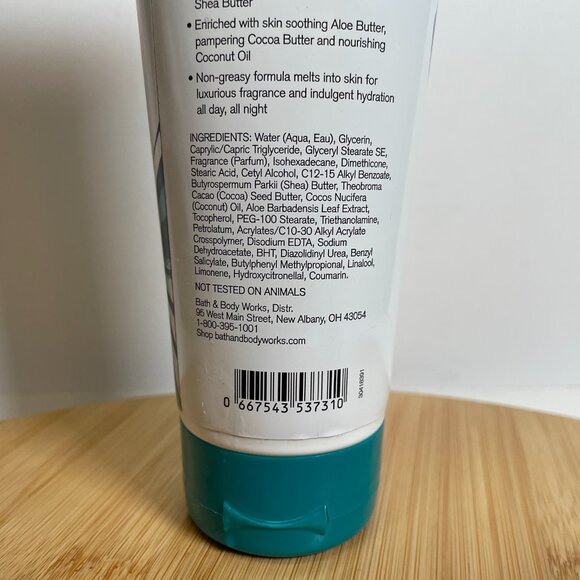 Shea Butter
• Enriched with skin soothing Aloe Butter,
pampering Cocoa Butter and nourishing
Coconut Oil
• Non-greasy formula melts into skin for
luxurious fragrance and indulgent hydration
all day, all night
INGREDIENTS: Water (Aqua, Eau), Glycerin,
Caprylic/Capric Triglyceride, Glyceryl Stearate SE,
Fragrance (Parfum), Isohexadecane, Dimethicone,
Stearic Acid, Cetyl Alcohol, C12-15 Alkyl Benzoate,
Butyrospermum Parkii (Shea) Butter, Theobroma
Cacao (Cocoa) Seed Butter, Cocos Nucifera
(Coconut) Oil, Aloe Barbadensis Leaf Extract,
Tocopherol, PEG-100 Stearate, Triethanolamine,
Petrolatum, Acrylates/C10-30 Alkyl Acrylate
Crosspolymer, Disodium EDTA, Sodium
Dehydroacetate, BHT, Diazolidinyl Urea, Benzyl
Salicylate, Butylphenyl Methylpropional, Linalool,
Limonene, Hydroxycitronellal, Coumarin.
NOT TESTED ON ANIMALS
Bath & Body Works, Distr.
95 West Main Street, New Albany, OH 43054
1-800-395-1001
Shop bathandbodyworks.com
0 667543 537310
30418391